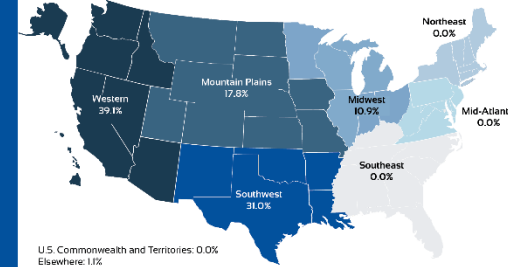 Northeast
0.0%
Mountain Plains
17.8%
Western
39.1%
Midwest
10.9%
Mid-Atlant
0.0%
Southeast
0.0%
Southwest
31.0%
U.S. Commonwealth and Territories: 0.0%
Elsewhere: 1.1%